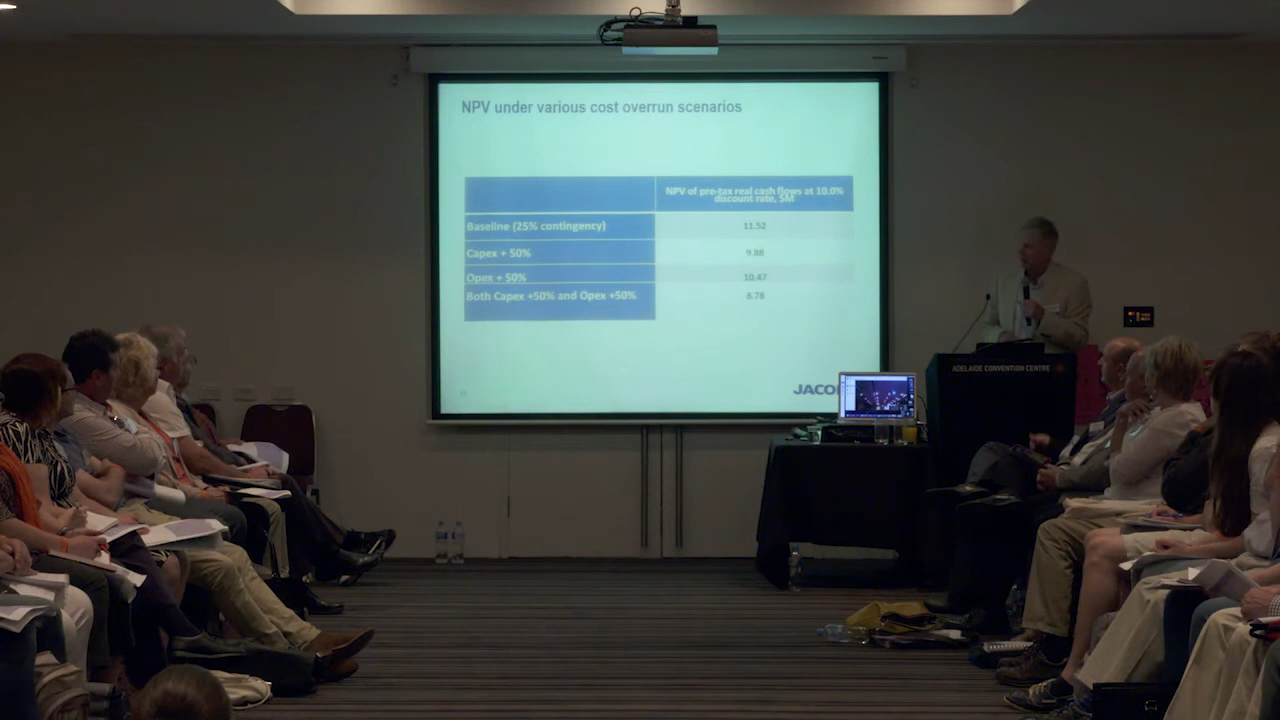 NPV under various cost overrun scenarios
NPV of pre-tax real cash flows at 10.0%
discount rate, $M
Baseline (25% contingency) 11.52
Capex + 50% 9.88
Opex + 50% 10.47
Both Capex +50% and Opex +50% 8.78
JACO
ADELAIDE CONVENTION CENTRE